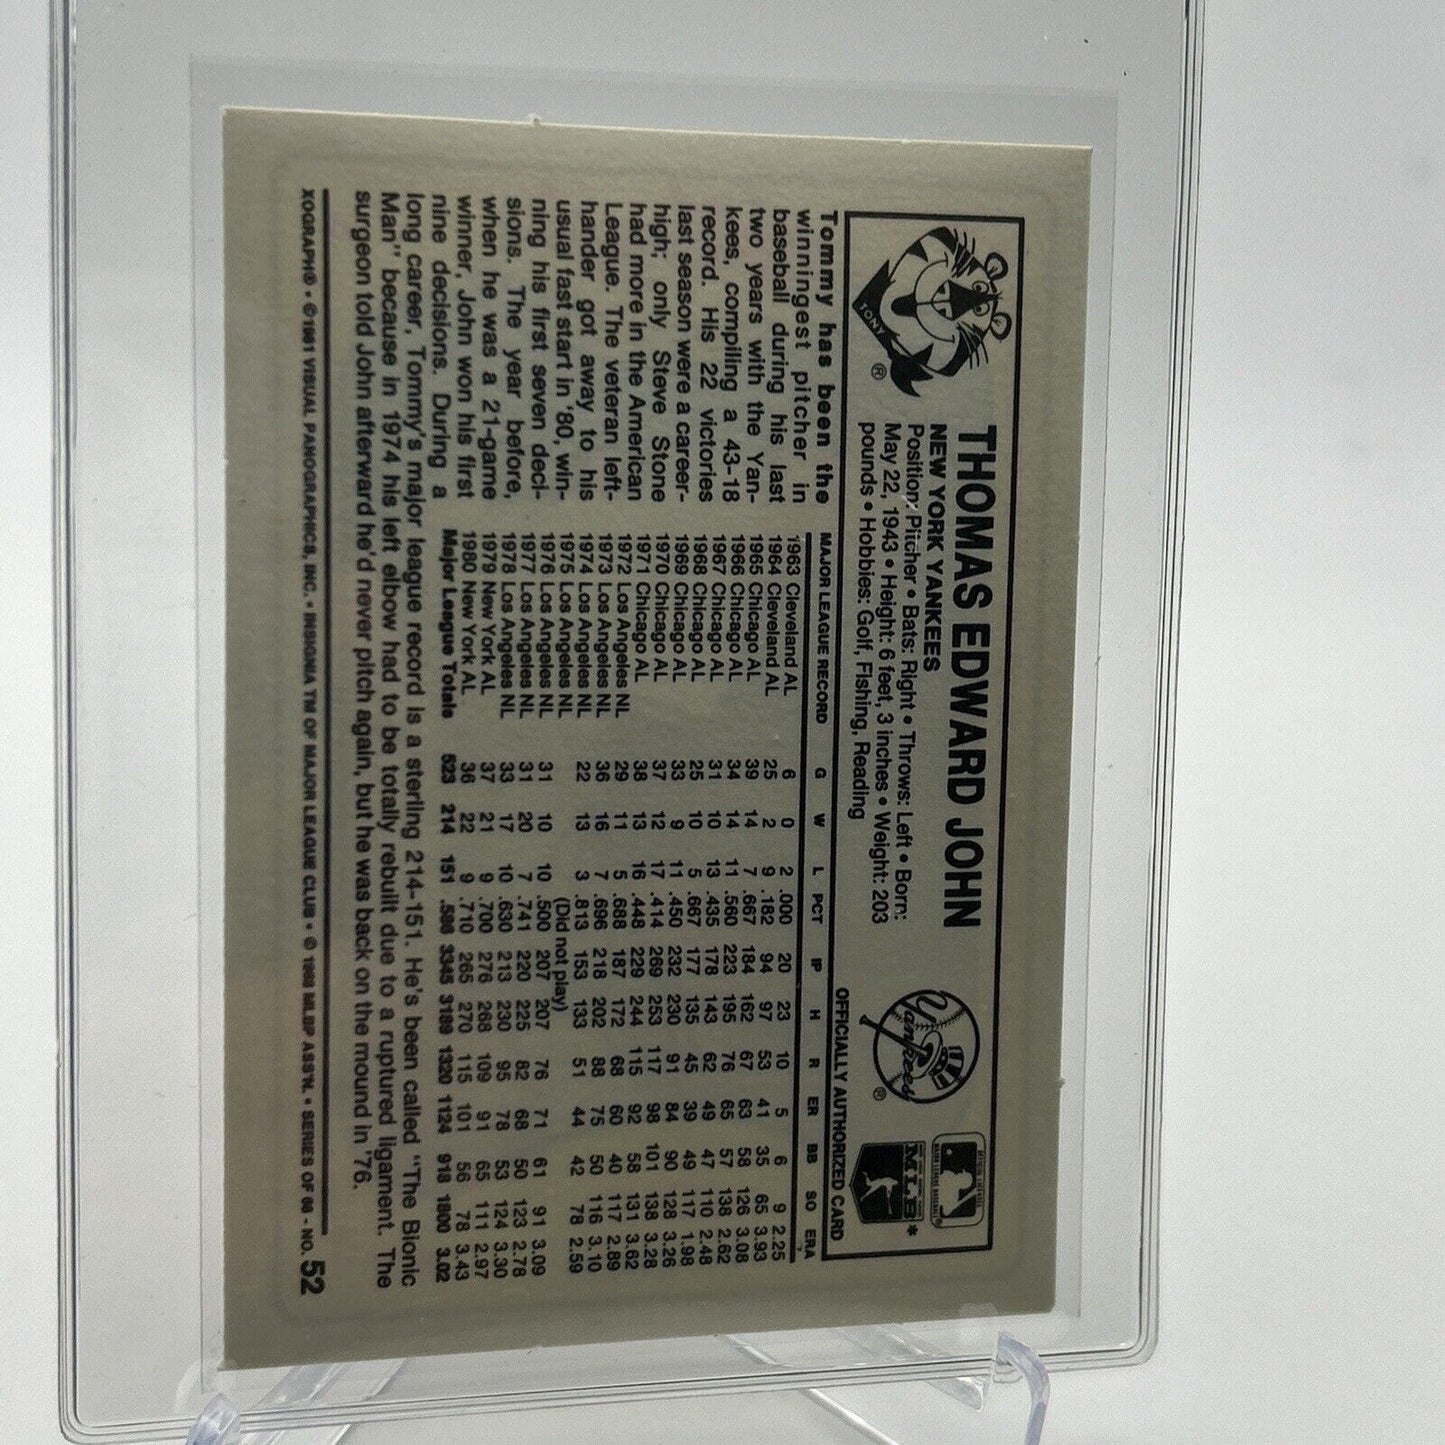 TONY
®
THOMAS EDWARD JOHN
NEW YORK YANKEES
Position: Pitcher • Bats: Right • Throws: Left • Born:
May 22, 1943 • Height: 6 feet, 3 inches • Weight: 203
pounds • Hobbies: Golf, Fishing, Reading
Yankees
®
MAJOR LEAGUE BASEBALL
MLB*
OFFICIALLY AUTHORIZED CARD
Tommy has been the
winningest pitcher in
baseball during his last
two years with the Yan-
kees, compiling a 43-18
record. His 22 victories
last season were a career-
high; only Steve Stone
had more in the American
League. The veteran left-
hander got away to his
usual fast start in '80, win-
ning his first seven deci-
sions. The year before,
when he was a 21-game
winner, John won his first
nine decisions. During a
MAJOR LEAGUE RECORD G W L PCT IP H R ER BB SO ERA
1963 Cleveland AL 6 0 2 .000 20 23 10 5 6 9 2.25
1964 Cleveland AL 25 2 9 .182 94 97 53 41 35 65 3.93
1965 Chicago AL 39 14 7 .667 184 162 67 63 58 126 3.08
1966 Chicago AL 34 14 11 .560 223 195 76 65 57 138 2.62
1967 Chicago AL 31 10 13 .435 178 143 62 49 47 110 2.48
1968 Chicago AL 25 10 5 .667 177 135 45 39 49 117 1.98
1969 Chicago AL 33 9 11 .450 232 230 91 84 90 128 3.26
1970 Chicago AL 37 12 17 .414 269 253 117 98 101 138 3.28
1971 Chicago AL 38 13 16 .448 229 244 115 92 58 131 3.62
1972 Los Angeles NL 29 11 5 .688 187 172 68 60 40 117 2.89
1973 Los Angeles NL 36 16 7 .696 218 202 88 75 50 116 3.10
1974 Los Angeles NL 22 13 3 .813 153 133 51 44 42 78 2.59
1975 Los Angeles NL (Did not play)
1976 Los Angeles NL 31 10 10 .500 207 207 76 71 61 91 3.09
1977 Los Angeles NL 31 20 7 .741 220 225 82 68 50 123 2.78
1978 Los Angeles NL 33 17 10 .630 213 230 95 78 53 124 3.30
1979 New York AL 37 21 9 .700 276 268 109 91 65 111 2.97
1980 New York AL 36 22 9 .710 265 270 115 101 56 78 3.43
Major League Totals 523 214 151 .586 3345 3189 1320 1124 918 1800 3.02
long career, Tommy's major league record is a sterling 214-151. He's been called "The Bionic
Man" because in 1974 his left elbow had to be totally rebuilt due to a ruptured ligament. The
surgeon told John afterward he'd never pitch again, but he was back on the mound in '76.
XOGRAPH® • ©1981 VISUAL PANOGRAPHICS, INC. • INSIGNIA TM OF MAJOR LEAGUE CLUB • © 1968 MLBP ASS'N. • SERIES OF 66 - NO. 52